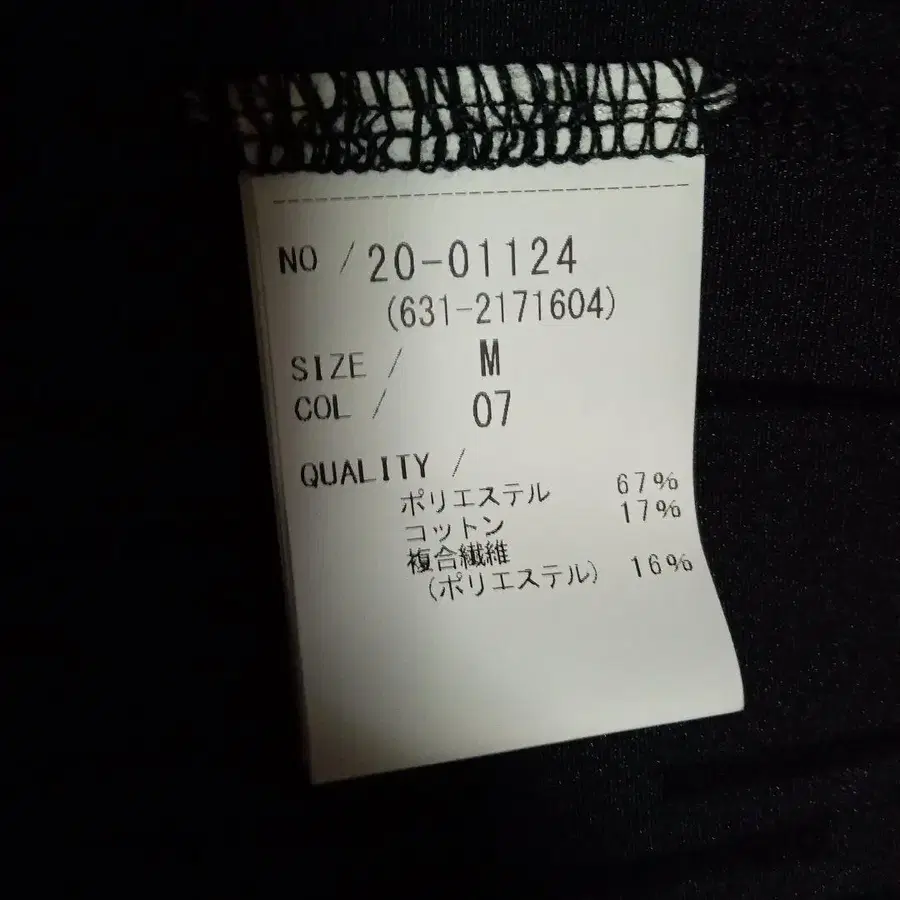 NO / 20-01124
(631-2171604)
SIZE / M
COL / 07
QUALITY /
ポリエステル 67%
コットン 17%
複合繊維
(ポリエステル) 16%